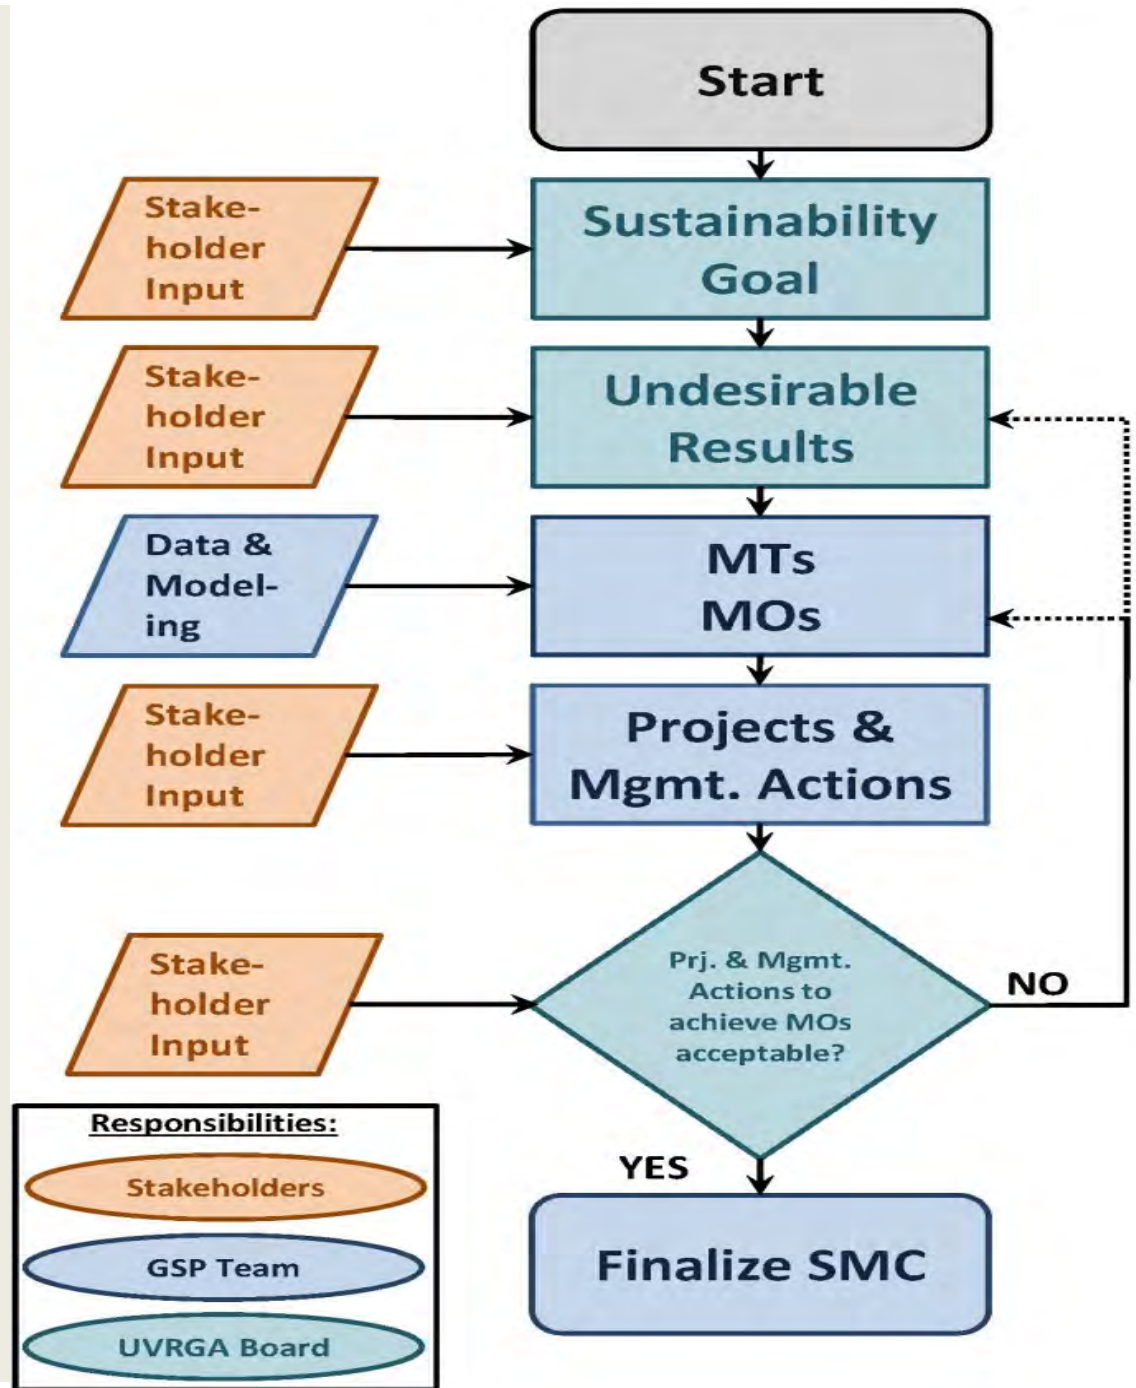 Start
Stake-
holder
Input
Sustainability
Goal
Stake-
holder
Input
Undesirable
Results
Data &
Model-
ing
MTs
MOs
Stake-
holder
Input
Projects &
Mgmt. Actions
Stake-
holder
Input
Prj. & Mgmt.
Actions to
achieve MOs
acceptable?
NO
YES
Finalize SMC
Responsibilities:
Stakeholders
GSP Team
UVRGA Board